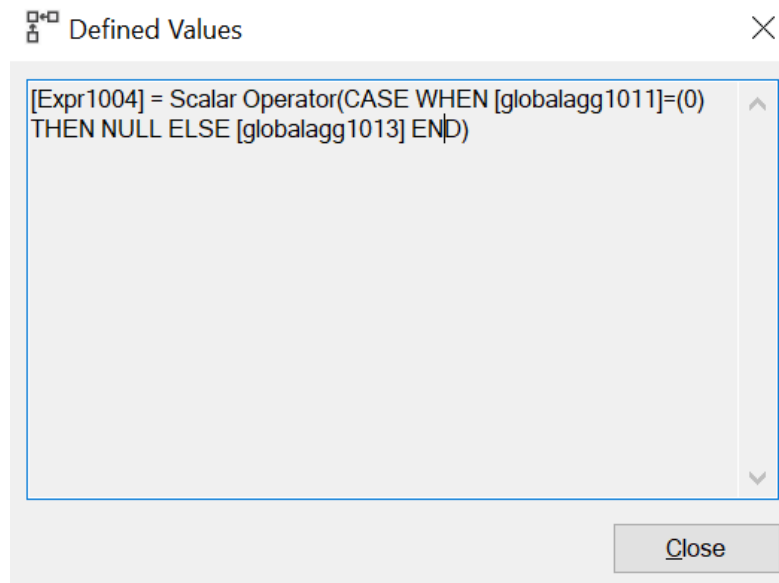 Defined Values
[Expr1004] = Scalar Operator(CASE WHEN [globalagg1011]=(0)
THEN NULL ELSE [globalagg1013] END)
Close